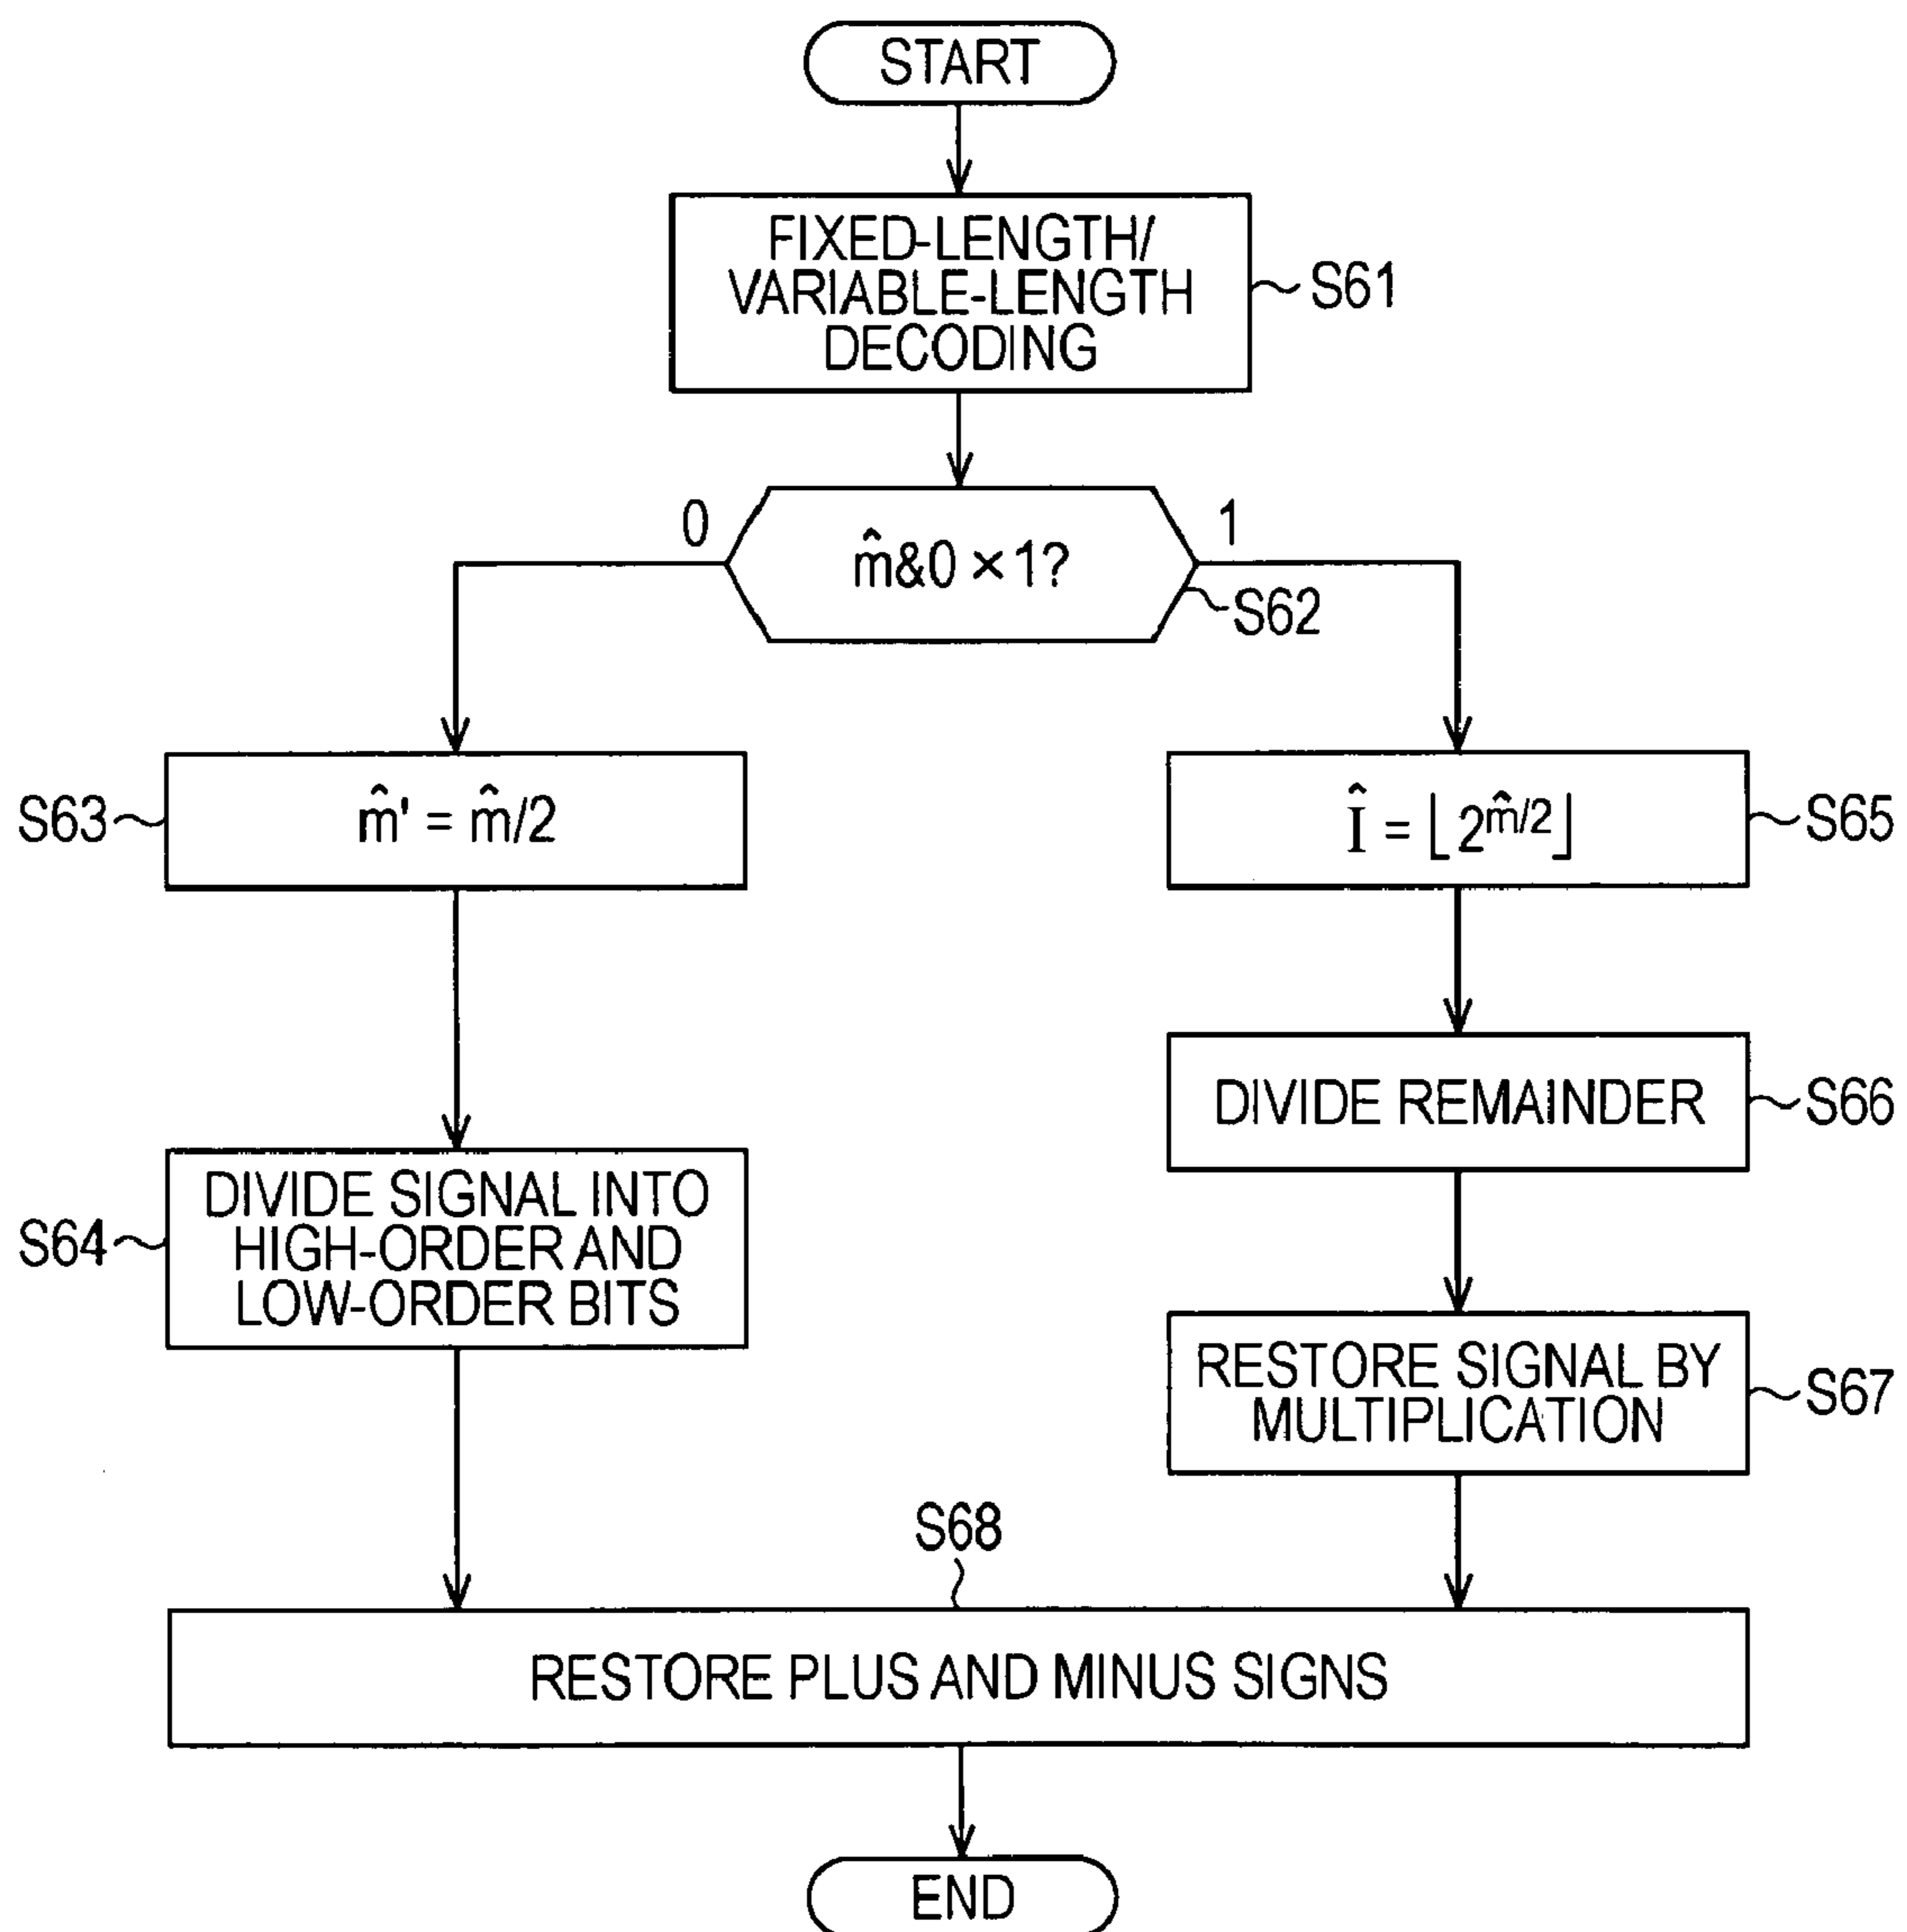 START
FIXED-LENGTH/
VARIABLE-LENGTH
DECODING
S61
0
1
m̂&0 × 1?
S62
S63
m̂' = m̂/2
Î = ⌊2^m̂/2⌋
S65
DIVIDE REMAINDER
S66
S64
DIVIDE SIGNAL INTO
HIGH-ORDER AND
LOW-ORDER BITS
RESTORE SIGNAL BY
MULTIPLICATION
S67
S68
RESTORE PLUS AND MINUS SIGNS
END